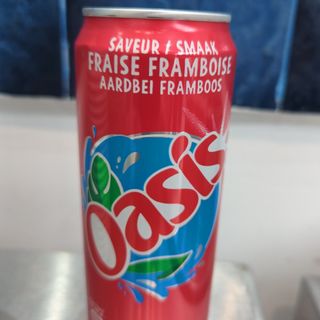 SAVEUR / SMAAK
FRAISE FRAMBOISE
AARDBEI FRAMBOOS
Oasis